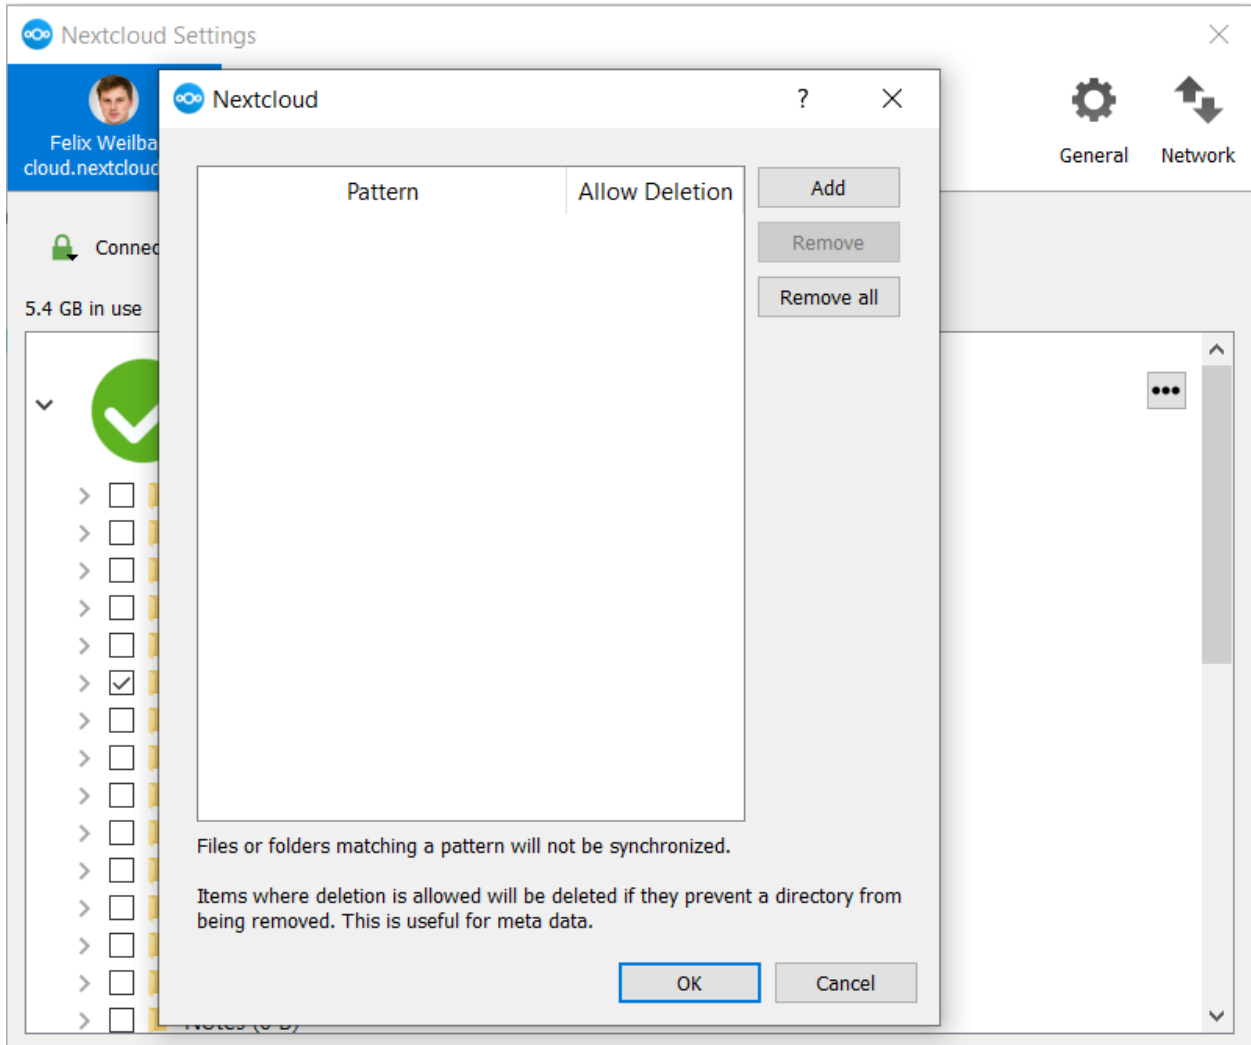 Nextcloud Settings
Nextcloud
?
Felix Weilba
cloud.nextcloud
General
Network
Pattern
Allow Deletion
Add
Remove
Remove all
Connec
5.4 GB in use
Files or folders matching a pattern will not be synchronized.
Items where deletion is allowed will be deleted if they prevent a directory from
being removed. This is useful for meta data.
OK
Cancel